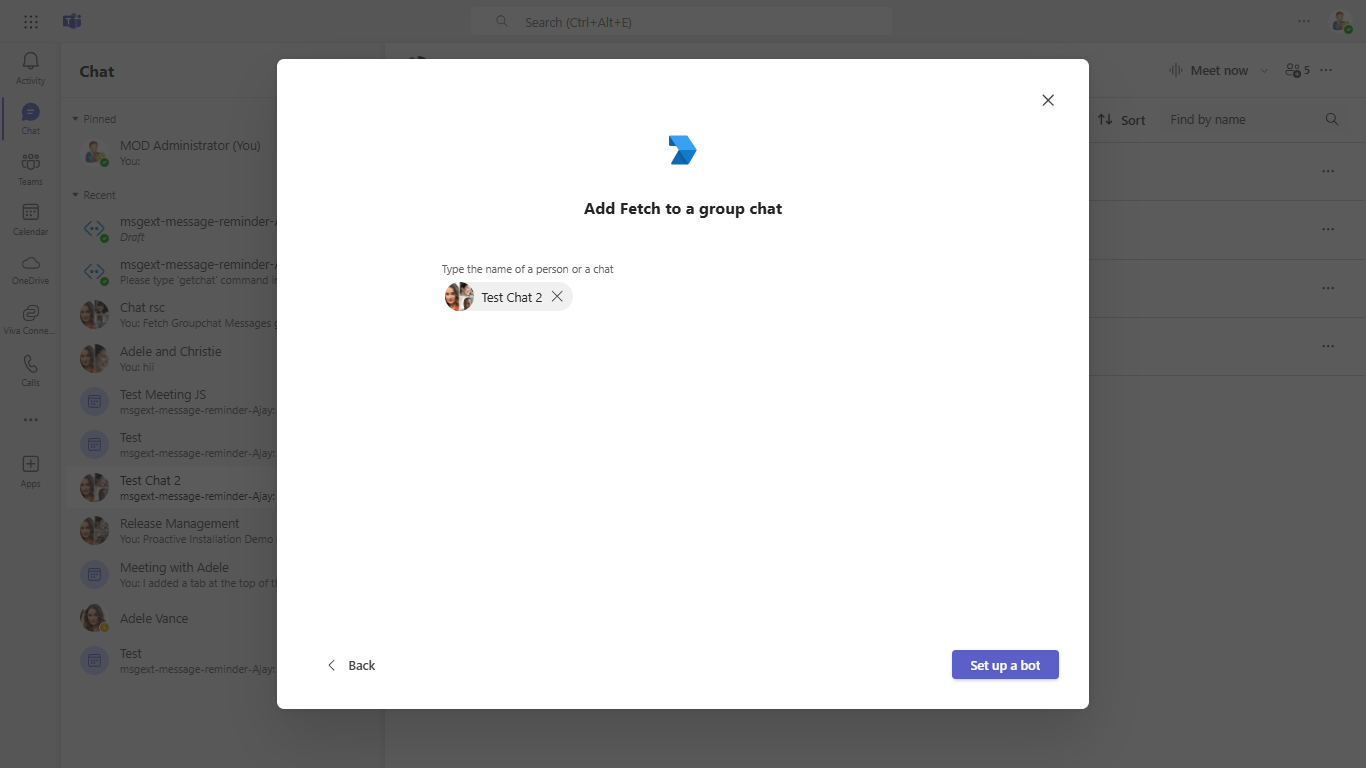 Search (Ctrl+Alt+E)
Activity
Chat
Teams
Calendar
OneDrive
Viva Conne...
Calls
Apps
Chat
Pinned
MOD Administrator (You)
You:
Recent
msgext-message-reminder-
Draft
msgext-message-reminder-
Please type 'getchat' command
Chat rsc
You: Fetch Groupchat Messages
Adele and Christie
You: hii
Test Meeting JS
msgext-message-reminder-Ajay:
Test
msgext-message-reminder-Ajay:
Test Chat 2
msgext-message-reminder-Ajay:
Release Management
You: Proactive Installation Demo
Meeting with Adele
You: I added a tab at the top of
Adele Vance
Test
msgext-message-reminder-Ajay:
Meet now
5
Sort
Find by name
Add Fetch to a group chat
Type the name of a person or a chat
Test Chat 2
Back
Set up a bot